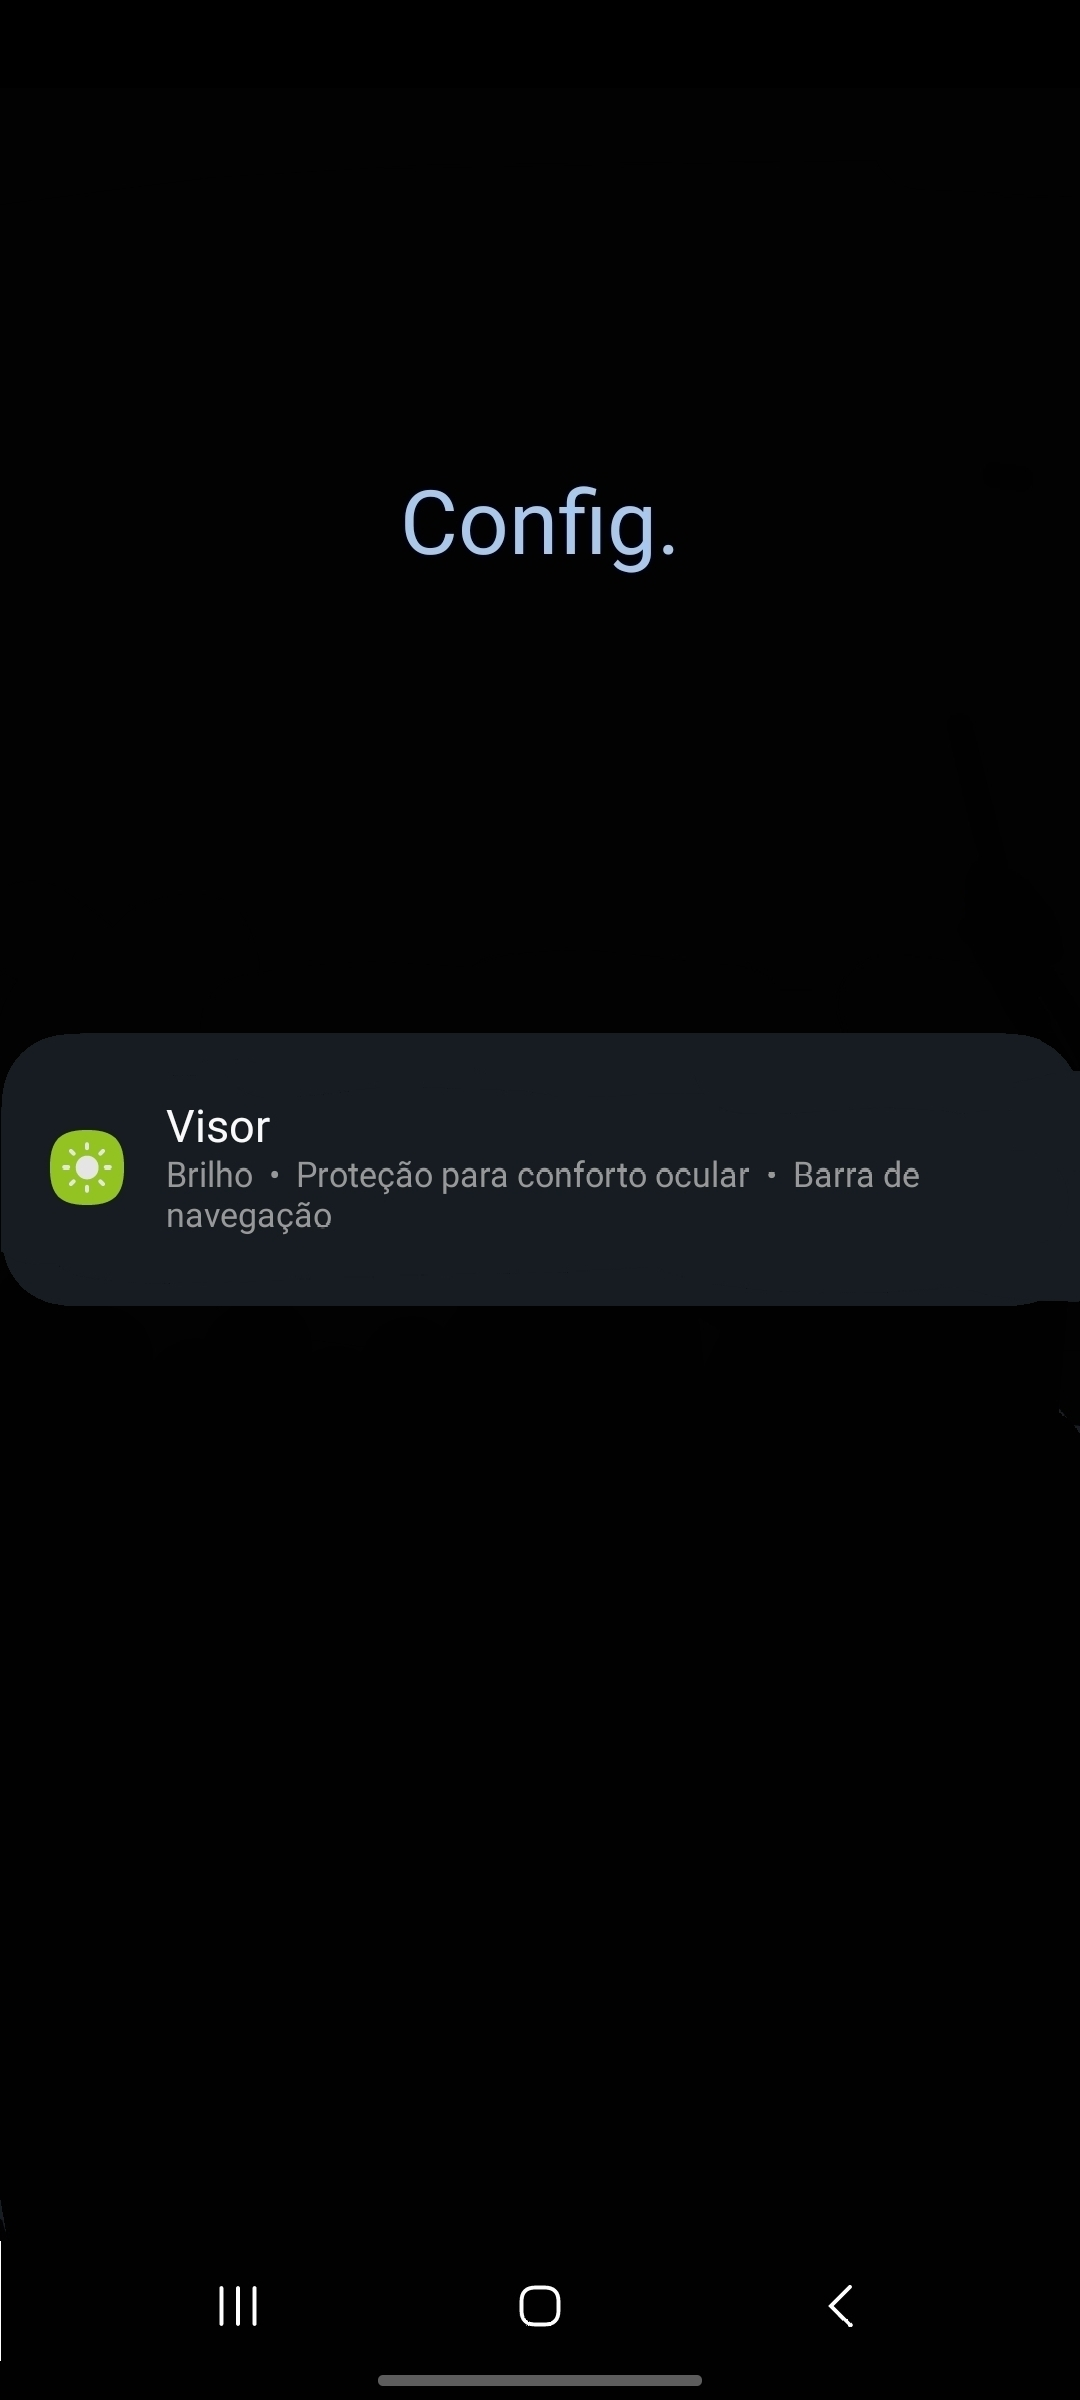 Config.
Visor
Brilho • Proteção para conforto ocular • Barra de
navegação